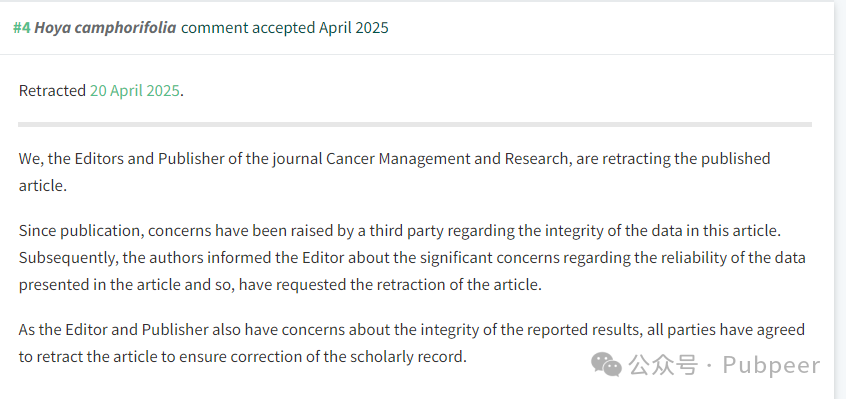 #4 Hoya camphorifolia comment accepted April 2025
Retracted 20 April 2025.
We, the Editors and Publisher of the journal Cancer Management and Research, are retracting the published
article.
Since publication, concerns have been raised by a third party regarding the integrity of the data in this article.
Subsequently, the authors informed the Editor about the significant concerns regarding the reliability of the data
presented in the article and so, have requested the retraction of the article.
As the Editor and Publisher also have concerns about the integrity of the reported results, all parties have agreed
to retract the article to ensure correction of the scholarly record.
公众号 · Pubpeer